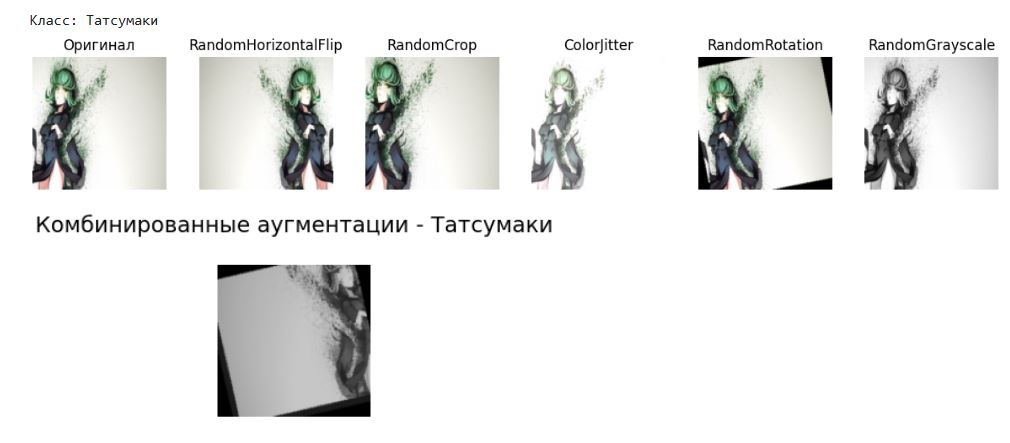 Класс: Татсумаки
Оригинал RandomHorizontalFlip RandomCrop ColorJitter RandomRotation RandomGrayscale
Комбинированные аугментации - Татсумаки